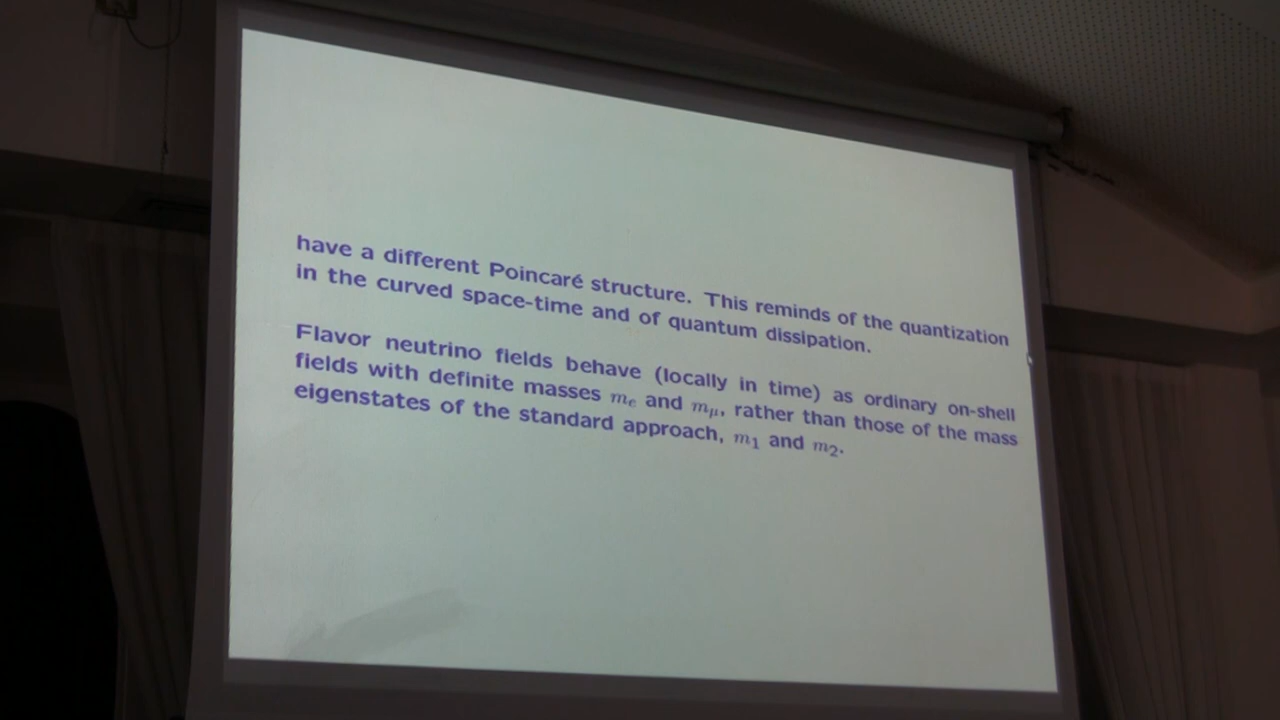 have a different Poincaré structure. This reminds of the quantization
in the curved space-time and of quantum dissipation.
Flavor neutrino fields behave (locally in time) as ordinary on-shell
fields with definite masses mₑ and m_μ, rather than those of the mass
eigenstates of the standard approach, m₁ and m₂.